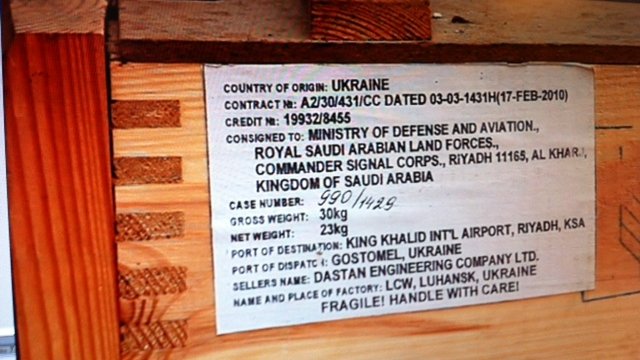 COUNTRY OF ORIGIN: UKRAINE
CONTRACT №: A2/30/431/CC DATED 03-03-1431H(17-FEB-2010)
CREDIT №: 19932/8455
CONSIGNED TO: MINISTRY OF DEFENSE AND AVIATION.,
ROYAL SAUDI ARABIAN LAND FORCES.,
COMMANDER SIGNAL CORPS., RIYADH 11165, AL KHARJ.,
KINGDOM OF SAUDI ARABIA
CASE NUMBER: 990/1429
GROSS WEIGHT: 30kg
NET WEIGHT: 23kg
PORT OF DESTINATION: KING KHALID INT'L AIRPORT, RIYADH, KSA
PORT OF DISPATCH: GOSTOMEL, UKRAINE
SELLERS NAME: DASTAN ENGINEERING COMPANY LTD.
NAME AND PLACE OF FACTORY: LCW, LUHANSK, UKRAINE
FRAGILE! HANDLE WITH CARE!